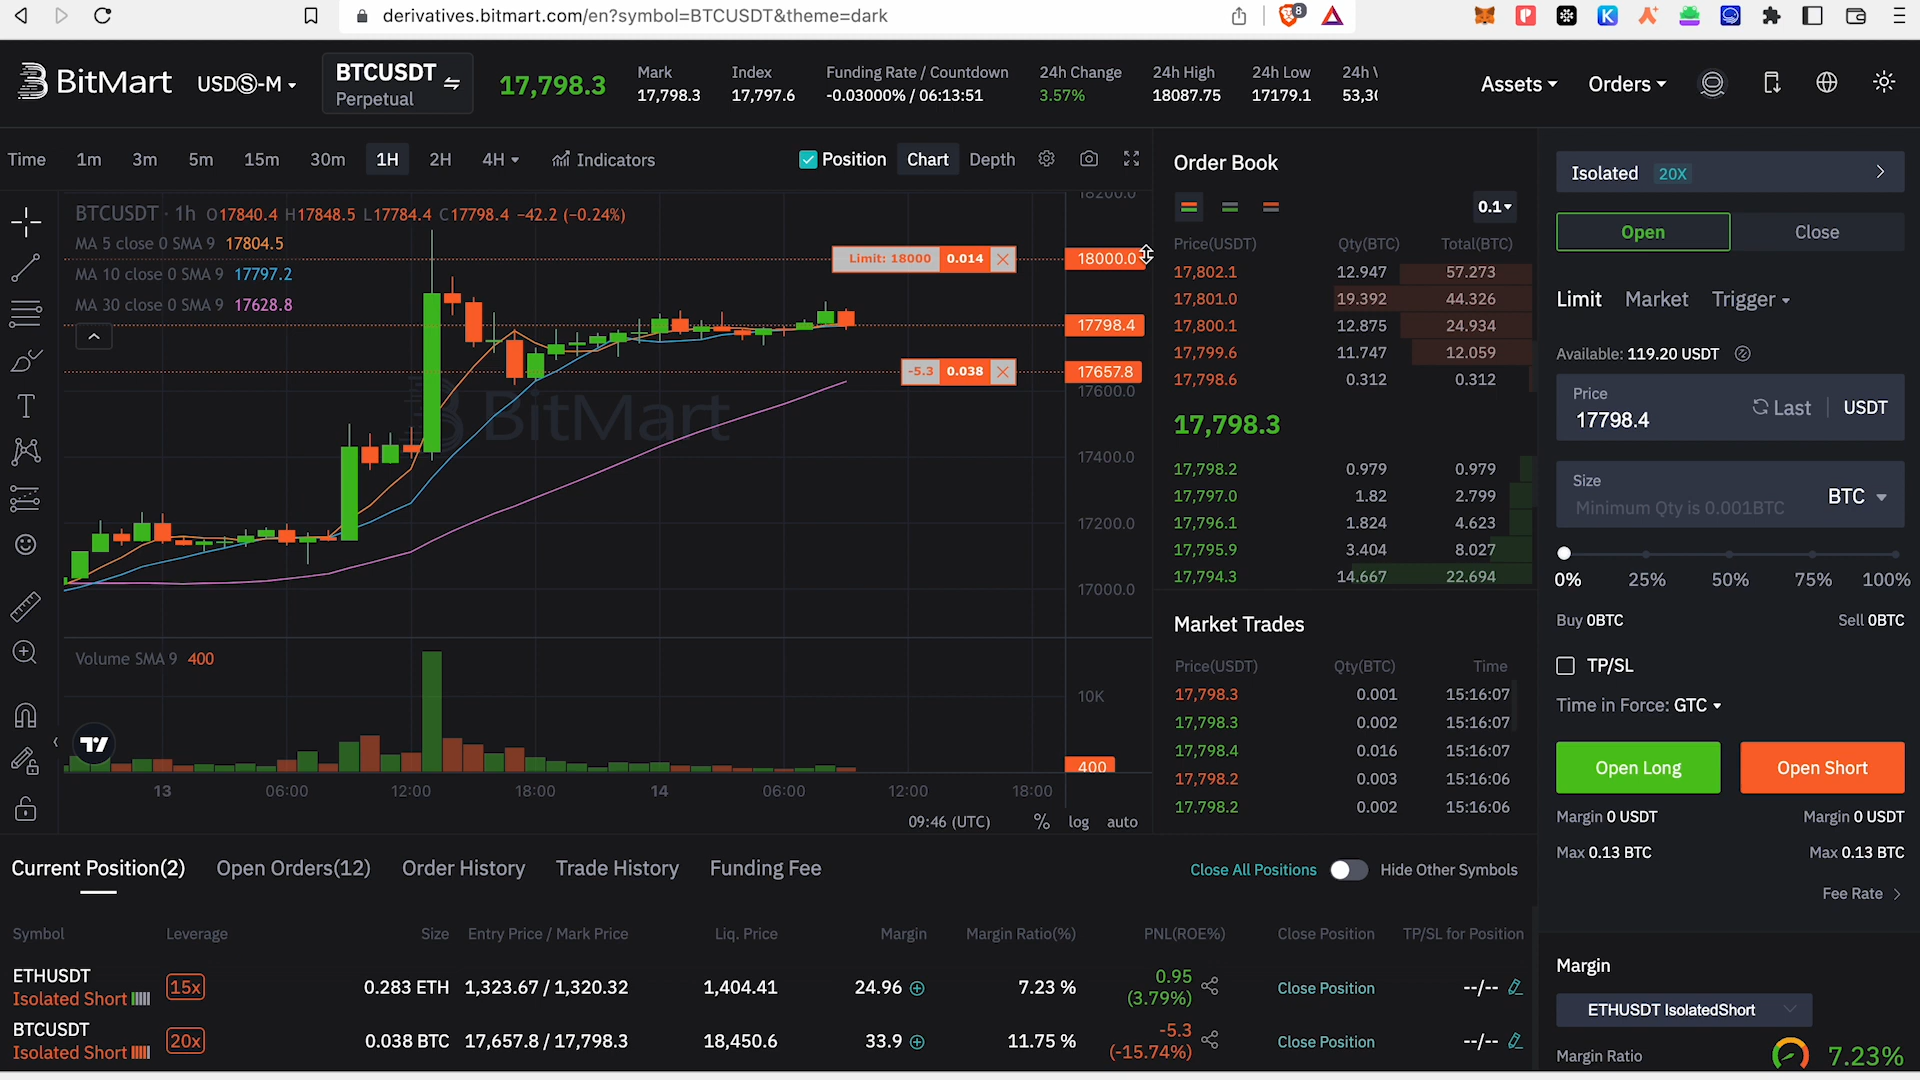 derivatives.bitmart.com/en?symbol=BTCUSDT&theme=dark
8
BitMart
USDⓈ-M
BTCUSDT
Perpetual
17,798.3
Mark
17,798.3
Index
17,797.6
Funding Rate / Countdown
-0.03000% / 06:13:51
24h Change
3.57%
24h High
18087.75
24h Low
17179.1
24h
53,3
Assets
Orders
Time 1m 3m 5m 15m 30m 1H 2H 4H Indicators
Position Chart Depth
BTCUSDT · 1h O17840.4 H17848.5 L17784.4 C17798.4 -42.2 (-0.24%)
MA 5 close 0 SMA 9 17804.5
MA 10 close 0 SMA 9 17797.2
MA 30 close 0 SMA 9 17628.8
Limit: 18000 0.014
-5.3 0.038
BitMart
18200.0
18000.0
17798.4
17657.8
17600.0
17400.0
17200.0
17000.0
Volume SMA 9 400
10K
400
13 06:00 12:00 18:00 14 06:00 12:00 18:00
09:46 (UTC) % log auto
Order Book
0.1
Price(USDT) Qty(BTC) Total(BTC)
17,802.1 12.947 57.273
17,801.0 19.392 44.326
17,800.1 12.875 24.934
17,799.6 11.747 12.059
17,798.6 0.312 0.312
17,798.3
17,798.2 0.979 0.979
17,797.0 1.82 2.799
17,796.1 1.824 4.623
17,795.9 3.404 8.027
17,794.3 14.667 22.694
Market Trades
Price(USDT) Qty(BTC) Time
17,798.3 0.001 15:16:07
17,798.3 0.002 15:16:07
17,798.4 0.016 15:16:07
17,798.2 0.003 15:16:06
17,798.2 0.002 15:16:06
Isolated 20X
Open Close
Limit Market Trigger
Available: 119.20 USDT
Price
17798.4 Last USDT
Size
Minimum Qty is 0.001BTC BTC
0% 25% 50% 75% 100%
Buy 0BTC Sell 0BTC
TP/SL
Time in Force: GTC
Open Long Open Short
Margin 0 USDT Margin 0 USDT
Max 0.13 BTC Max 0.13 BTC
Fee Rate
Margin
ETHUSDT IsolatedShort
Margin Ratio 7.23%
Current Position(2) Open Orders(12) Order History Trade History Funding Fee
Close All Positions Hide Other Symbols
Symbol Leverage Size Entry Price / Mark Price Liq. Price Margin Margin Ratio(%) PNL(ROE%) Close Position TP/SL for Position
ETHUSDT
Isolated Short 15x 0.283 ETH 1,323.67 / 1,320.32 1,404.41 24.96 7.23 % 0.95 (3.79%) Close Position --/--
BTCUSDT
Isolated Short 20x 0.038 BTC 17,657.8 / 17,798.3 18,450.6 33.9 11.75 % -5.3 (-15.74%) Close Position --/--